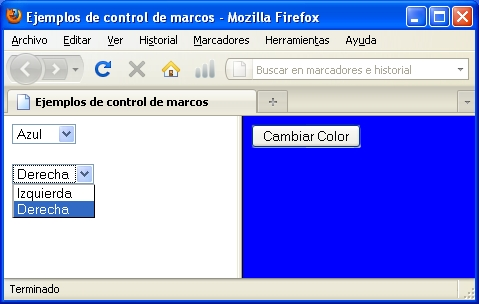 Ejemplos de control de marcos - Mozilla Firefox
Archivo Editar Ver Historial Marcadores Herramientas Ayuda
Buscar en marcadores e historial
Ejemplos de control de marcos
Azul
Cambiar Color
Derecha
Izquierda
Derecha
Terminado